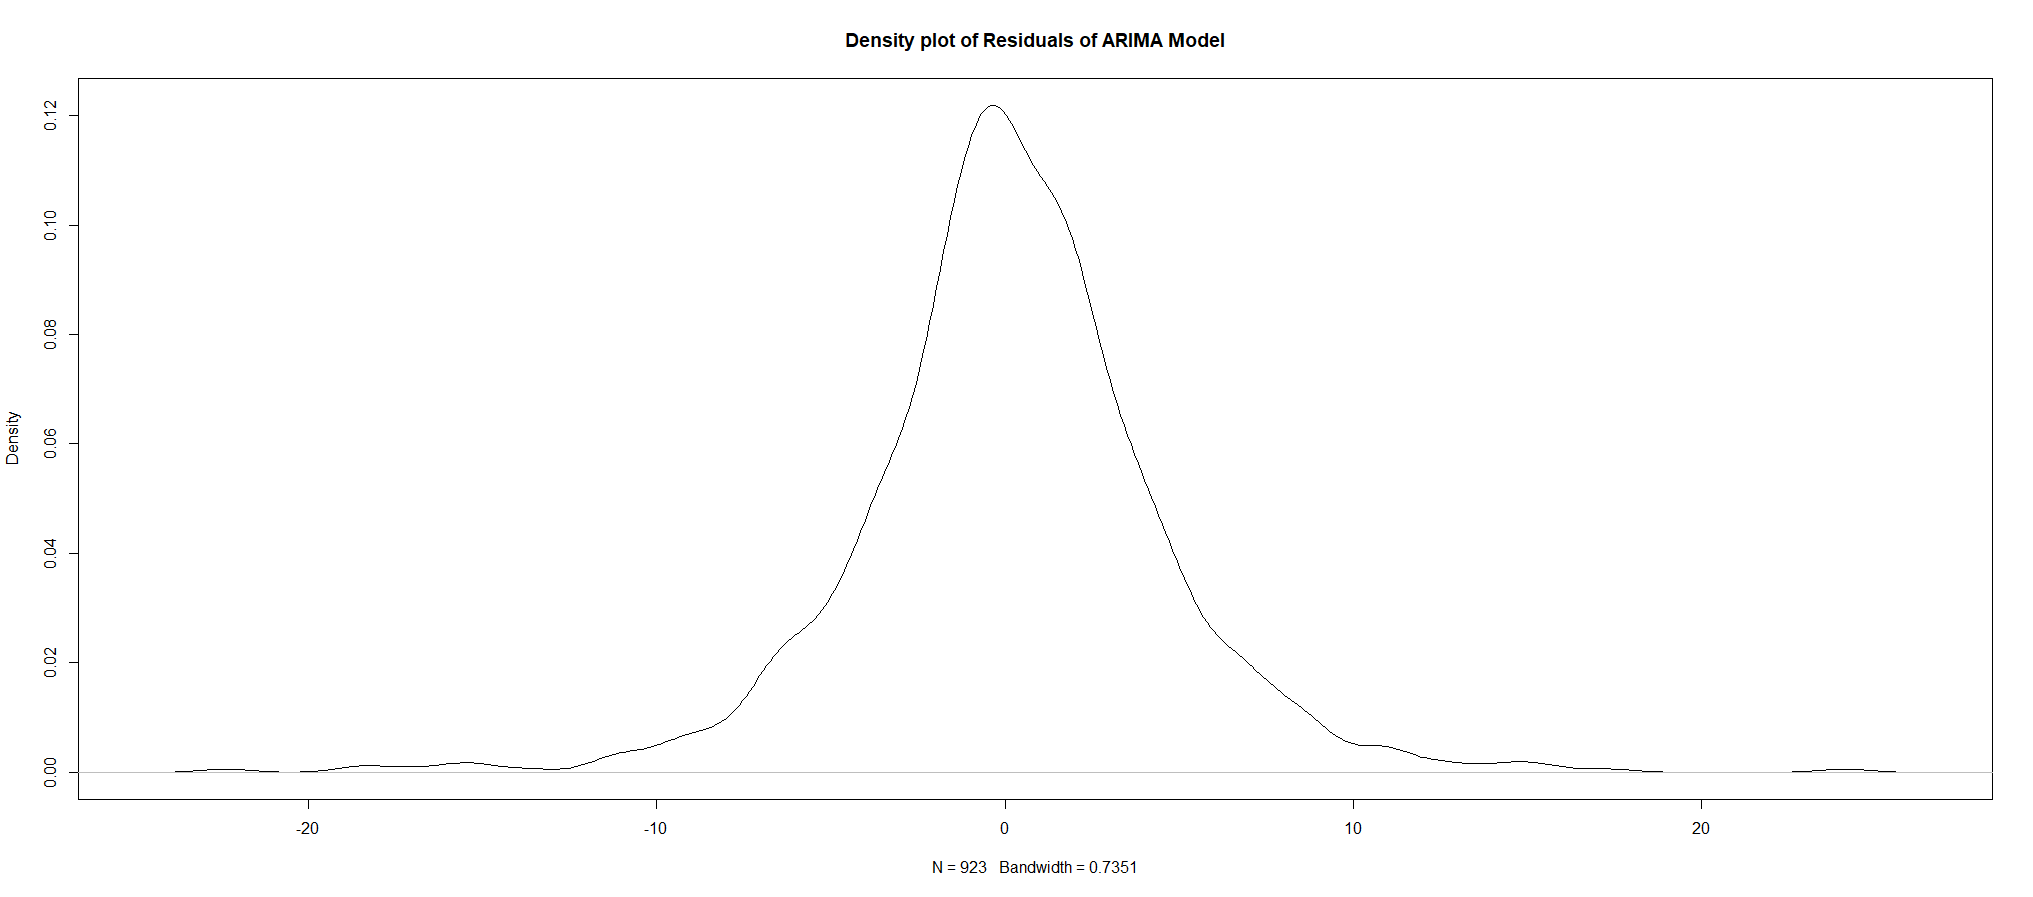 Density plot of Residuals of ARIMA Model
Density
0.12
0.10
0.08
0.06
0.04
0.02
0.00
-20 -10 0 10 20
N = 923 Bandwidth = 0.7351